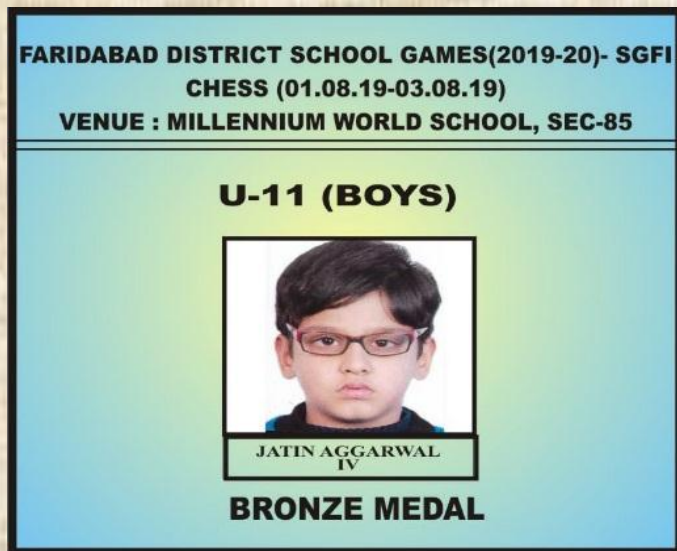 FARIDABAD DISTRICT SCHOOL GAMES(2019-20)- SGFI
CHESS (01.08.19-03.08.19)
VENUE : MILLENNIUM WORLD SCHOOL, SEC-85
U-11 (BOYS)
JATIN AGGARWAL
IV
BRONZE MEDAL